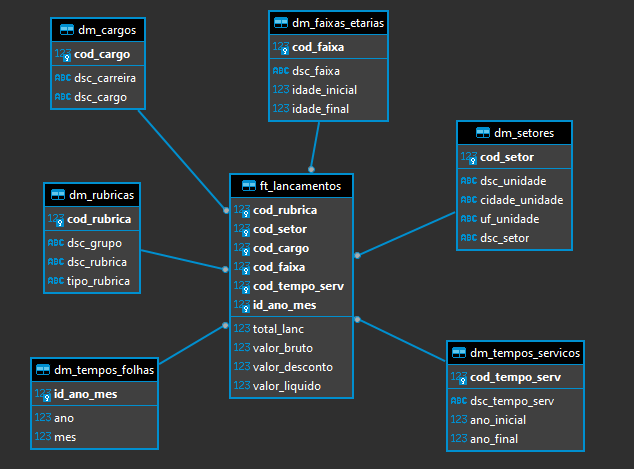 dm_cargos
123 cod_cargo
ABC dsc_carreira
ABC dsc_cargo
dm_faixas_etarias
123 cod_faixa
ABC dsc_faixa
123 idade_inicial
123 idade_final
dm_setores
123 cod_setor
ABC dsc_unidade
ABC cidade_unidade
ABC uf_unidade
ABC dsc_setor
dm_rubricas
123 cod_rubrica
ABC dsc_grupo
ABC dsc_rubrica
ABC tipo_rubrica
ft_lancamentos
123 cod_rubrica
123 cod_setor
123 cod_cargo
123 cod_faixa
123 cod_tempo_serv
123 id_ano_mes
123 total_lanc
123 valor_bruto
123 valor_desconto
123 valor_liquido
dm_tempos_folhas
123 id_ano_mes
123 ano
123 mes
dm_tempos_servicos
123 cod_tempo_serv
ABC dsc_tempo_serv
123 ano_inicial
123 ano_final